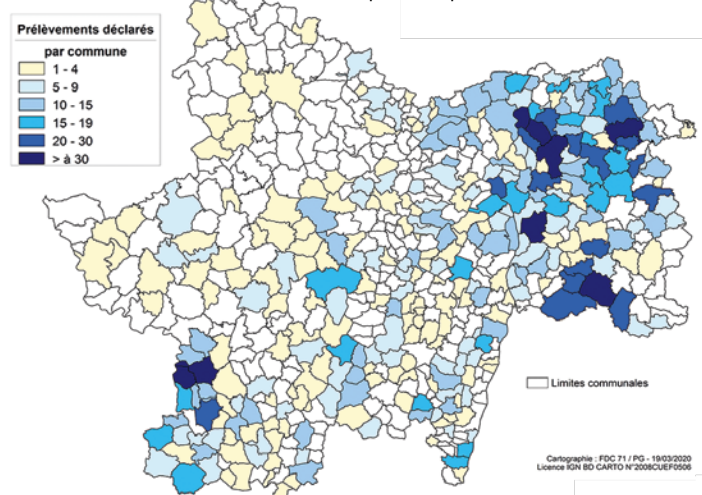 Prélèvements déclarés
par commune
1 - 4
5 - 9
10 - 15
15 - 19
20 - 30
> à 30
Limites communales
Cartographie : FDC 71 / PG - 19/03/2020
Licence IGN BD CARTO N°2008CUEF0506